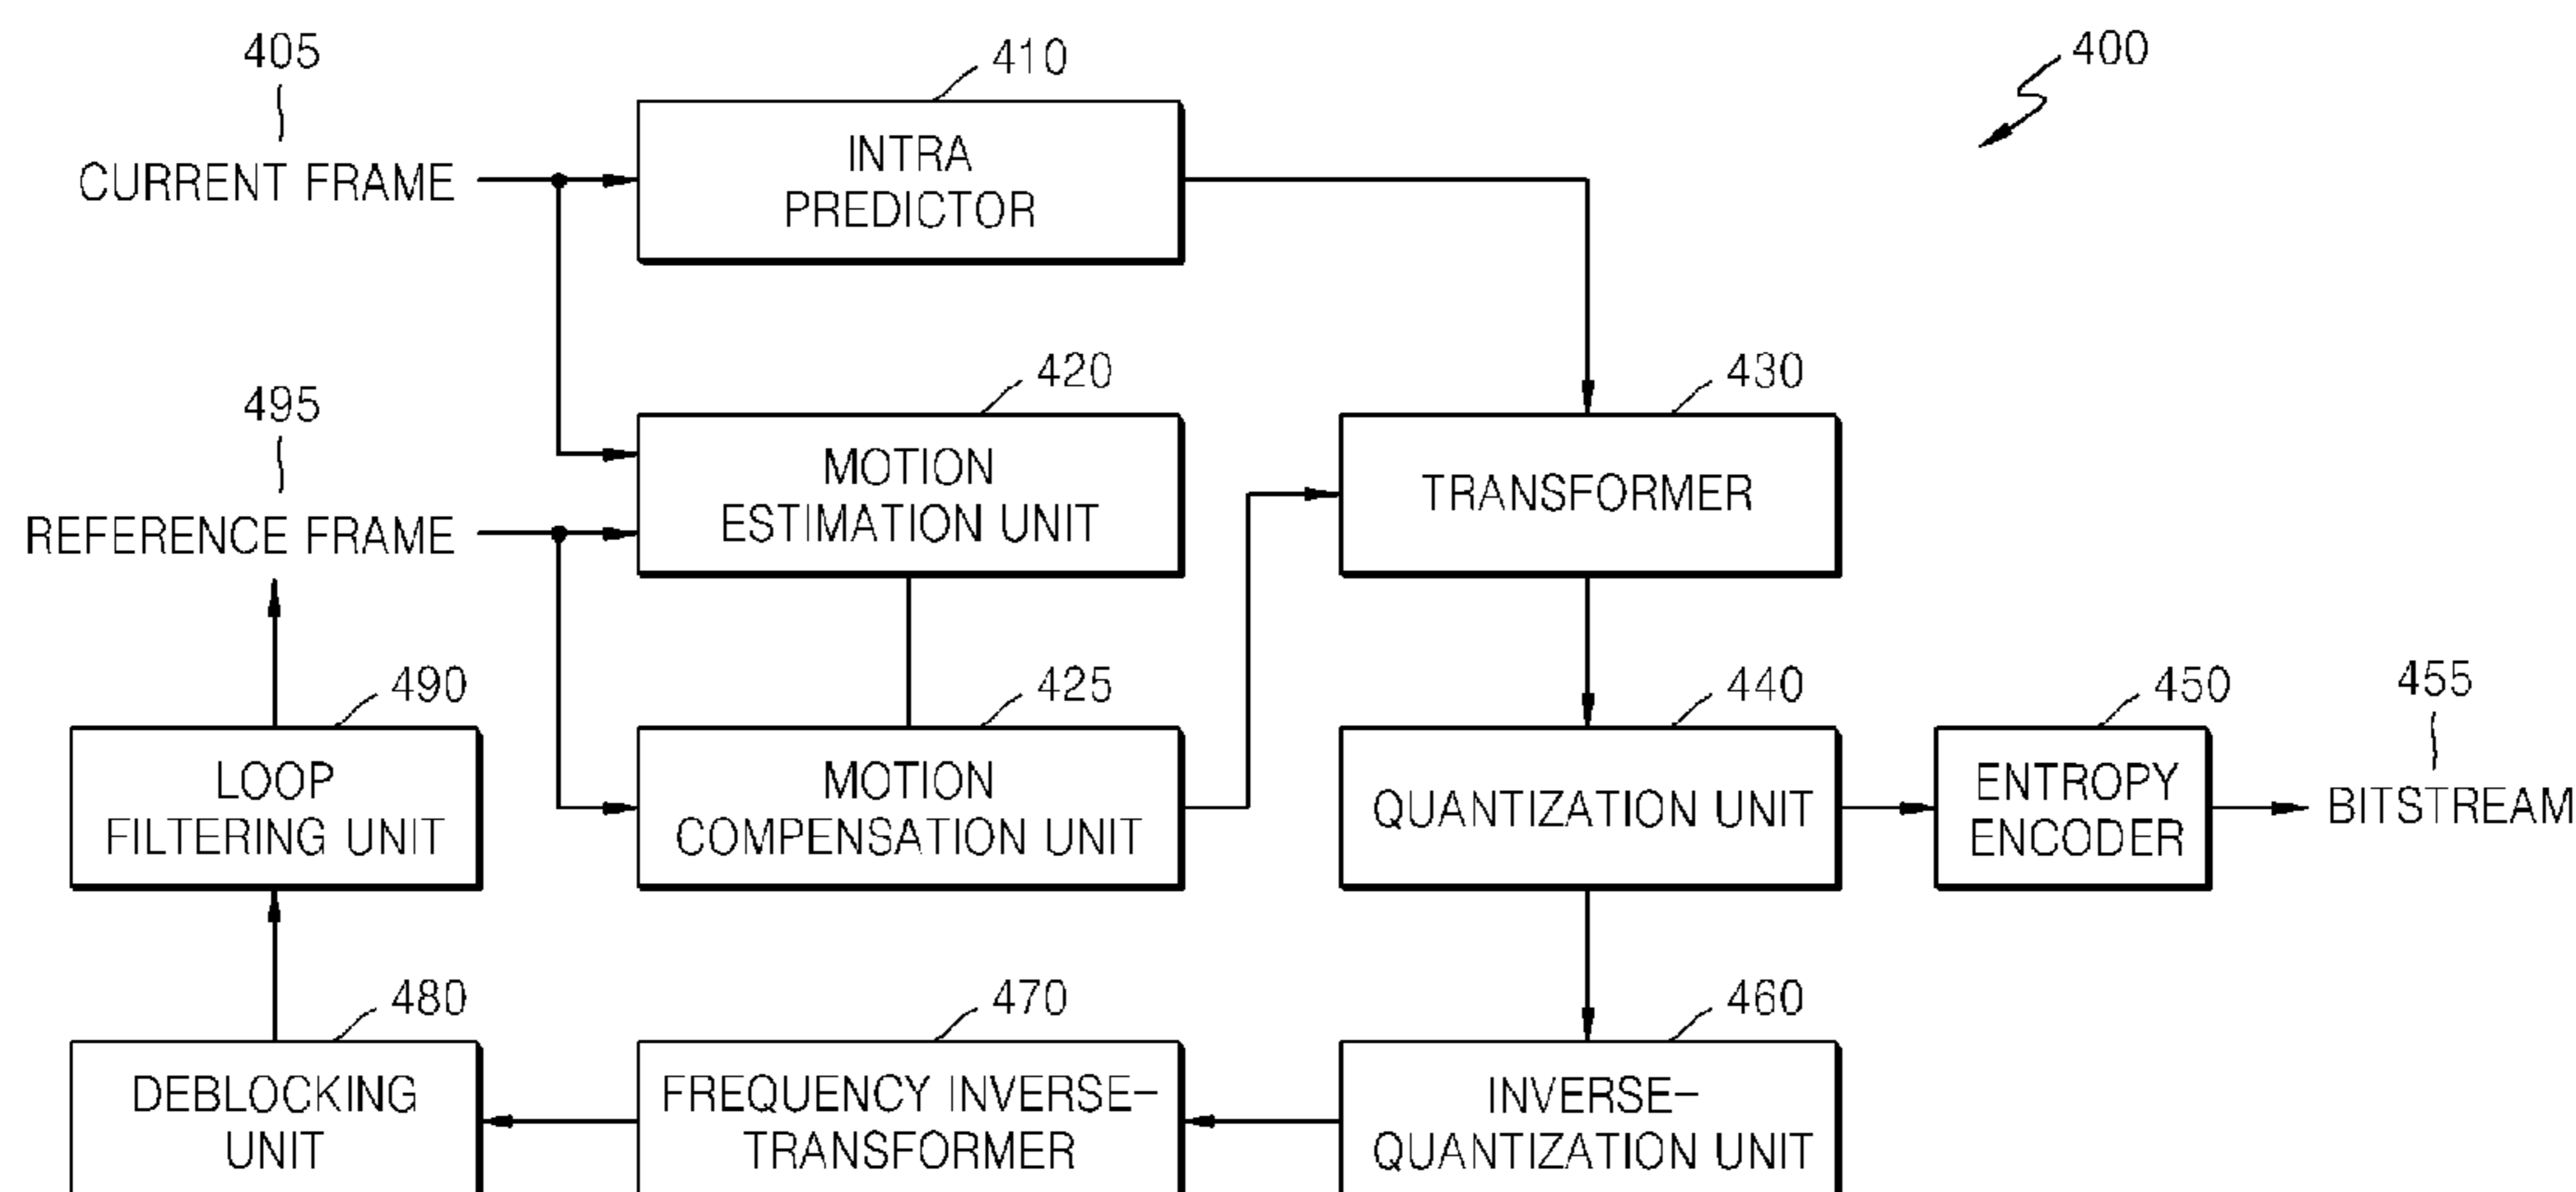 405
410
400
CURRENT FRAME
INTRA
PREDICTOR
420
430
495
MOTION
ESTIMATION UNIT
TRANSFORMER
REFERENCE FRAME
490
425
440
450
455
LOOP
FILTERING UNIT
MOTION
COMPENSATION UNIT
QUANTIZATION UNIT
ENTROPY
ENCODER
BITSTREAM
480
470
460
DEBLOCKING
UNIT
FREQUENCY INVERSE-
TRANSFORMER
INVERSE-
QUANTIZATION UNIT